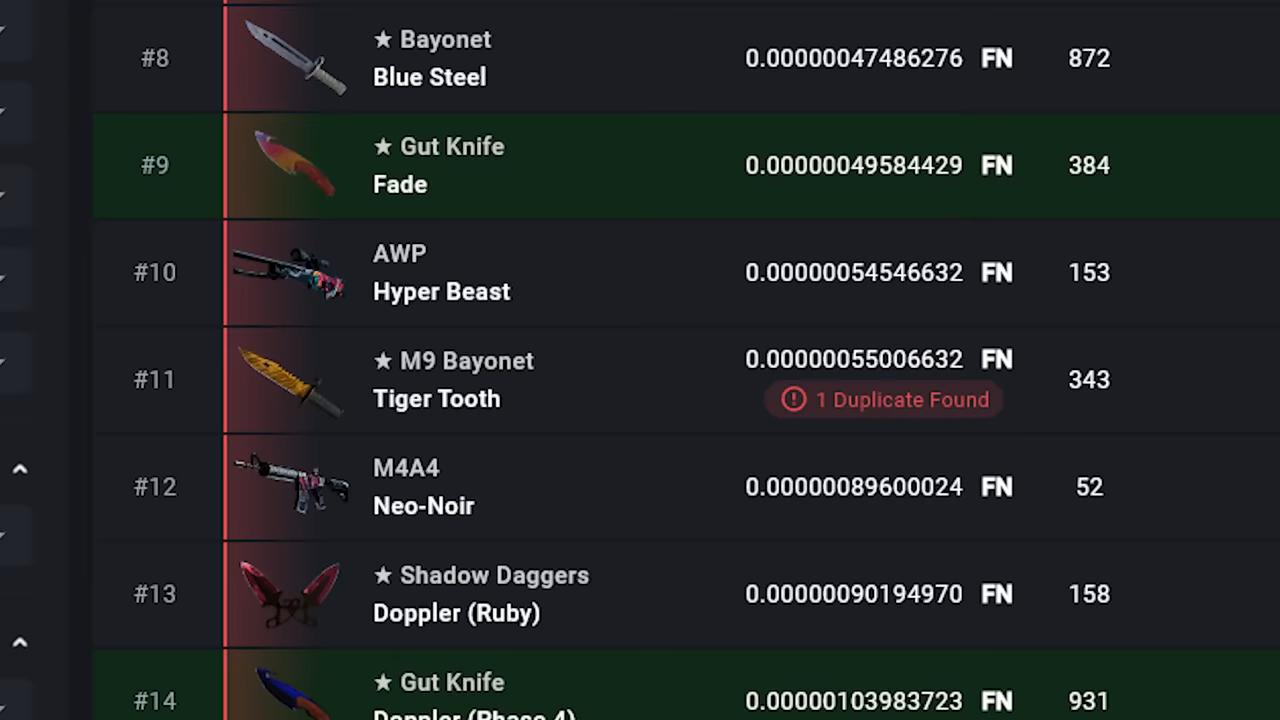 #8
★ Bayonet
Blue Steel
0.00000047486276 FN
872
#9
★ Gut Knife
Fade
0.00000049584429 FN
384
#10
AWP
Hyper Beast
0.00000054546632 FN
153
#11
★ M9 Bayonet
Tiger Tooth
0.00000055006632 FN
1 Duplicate Found
343
#12
M4A4
Neo-Noir
0.00000089600024 FN
52
#13
★ Shadow Daggers
Doppler (Ruby)
0.00000090194970 FN
158
#14
★ Gut Knife
Doppler (Phase 4)
0.00000103983723 FN
931